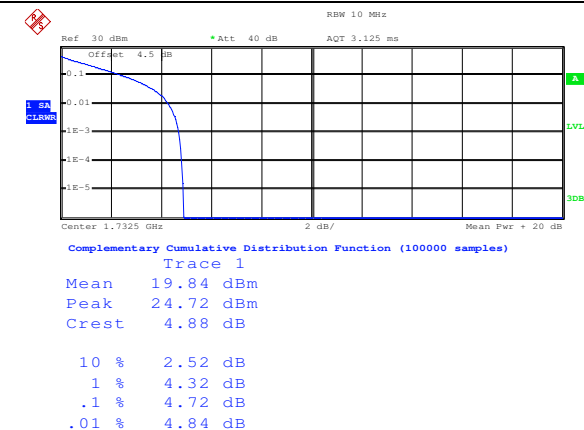 R S
RBW 10 MHz
Ref 30 dBm *Att 40 dB AQT 3.125 ms
Offset 4.5 dB
0.1
A
0.01
1 SA
CLRWR
1E-3
LVL
1E-4
1E-5
3DB
Center 1.7325 GHz 2 dB/ Mean Pwr + 20 dB
Complementary Cumulative Distribution Function (100000 samples)
Trace 1
Mean 19.84 dBm
Peak 24.72 dBm
Crest 4.88 dB
10 % 2.52 dB
1 % 4.32 dB
.1 % 4.72 dB
.01 % 4.84 dB